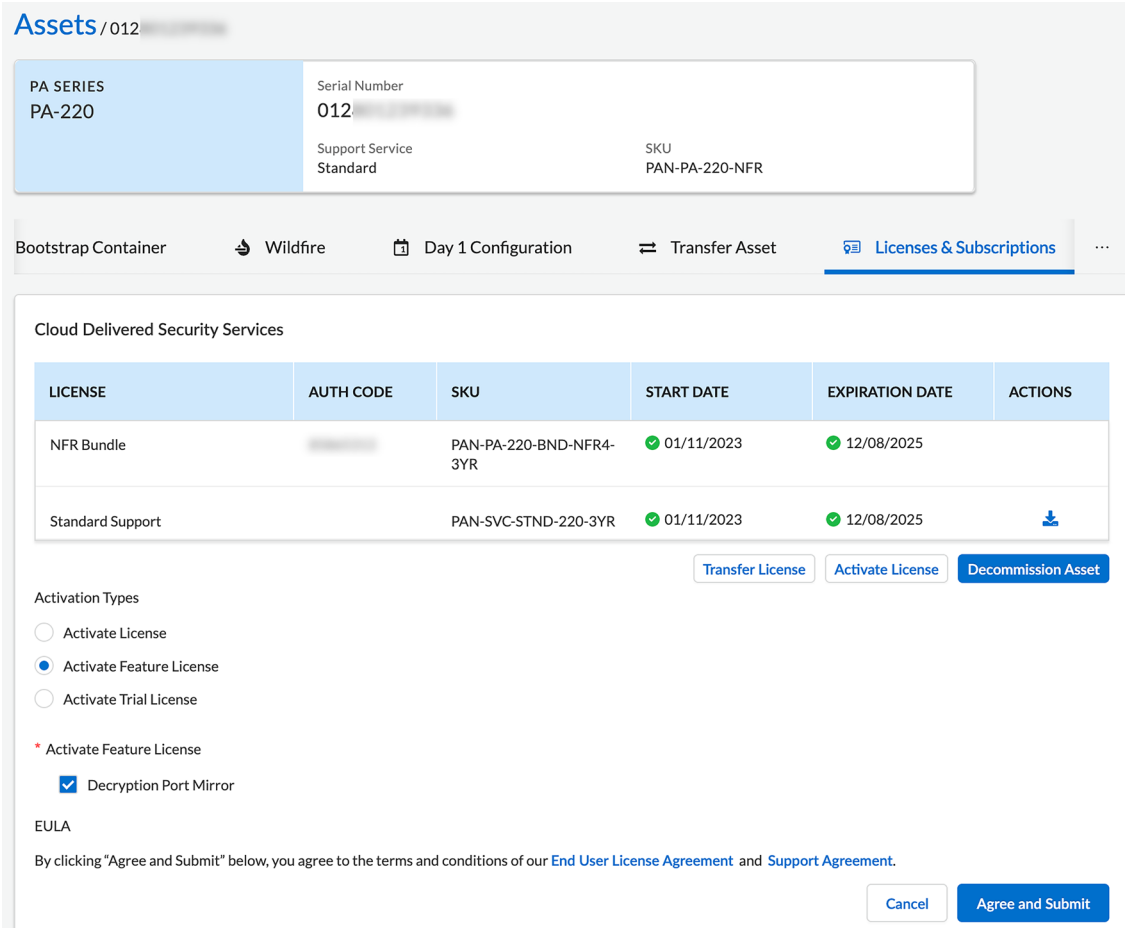 Assets / 012
PA SERIES
PA-220
Serial Number
012
Support Service
Standard
SKU
PAN-PA-220-NFR
Bootstrap Container
Wildfire
1
Day 1 Configuration
Transfer Asset
Licenses & Subscriptions
...
Cloud Delivered Security Services
LICENSE AUTH CODE SKU START DATE EXPIRATION DATE ACTIONS
NFR Bundle PAN-PA-220-BND-NFR4- 01/11/2023 12/08/2025
3YR
Standard Support PAN-SVC-STND-220-3YR 01/11/2023 12/08/2025
Transfer License Activate License Decommission Asset
Activation Types
Activate License
Activate Feature License
Activate Trial License
* Activate Feature License
Decryption Port Mirror
EULA
By clicking “Agree and Submit” below, you agree to the terms and conditions of our End User License Agreement and Support Agreement.
Cancel Agree and Submit